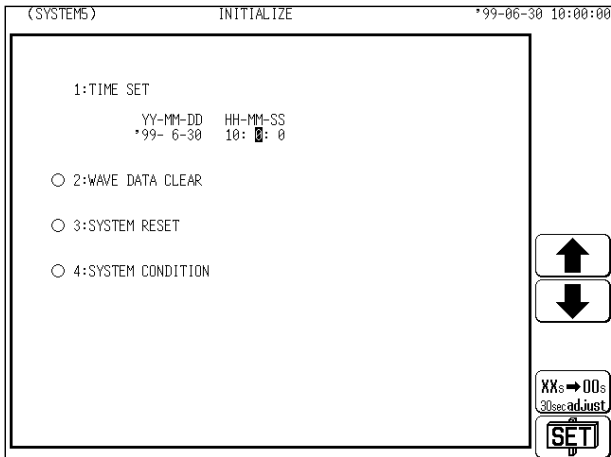 (SYSTEM5) INITIALIZE '99-06-30 10:00:00
1:TIME SET
YY-MM-DD HH-MM-SS
'99- 6-30 10: 0: 0
2:WAVE DATA CLEAR
3:SYSTEM RESET
4:SYSTEM CONDITION
XXs→00s
30sec adjust
SET